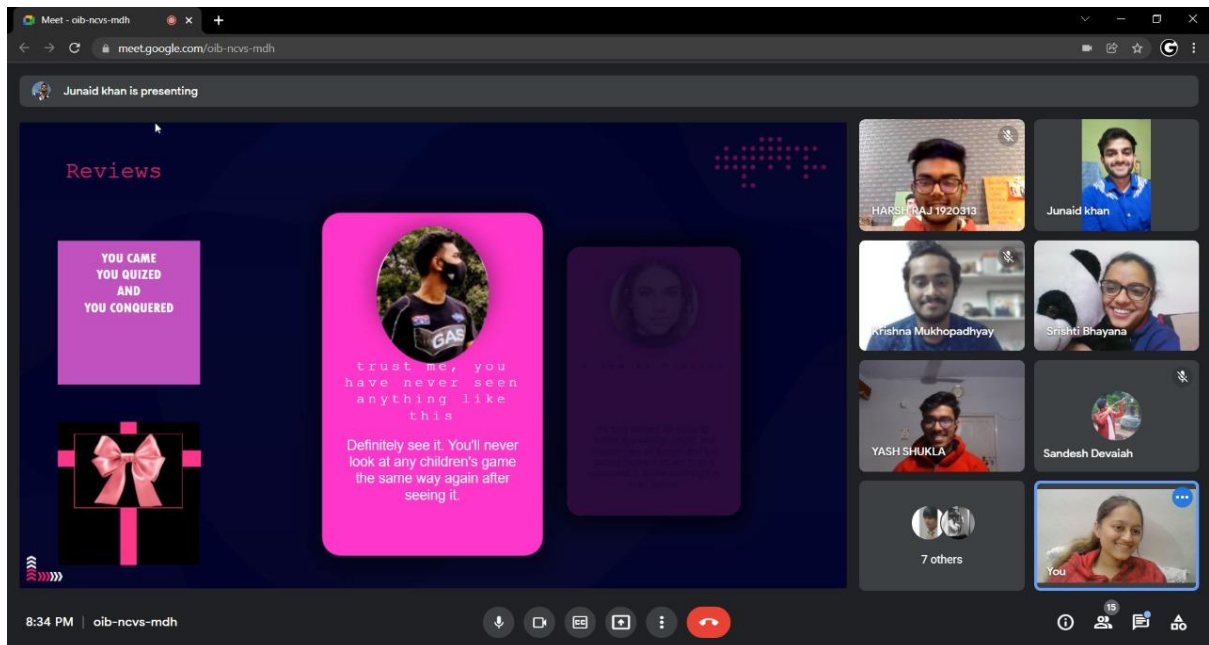 Meet - oib-ncvs-mdh
meet.google.com/oib-ncvs-mdh
Junaid khan is presenting
Reviews
YOU CAME
YOU QUIZED
AND
YOU CONQUERED
GAS
trust me, you
have never seen
anything like
this
Definitely see it. You'll never
look at any children's game
the same way again after
seeing it.
HARSH RAJ 1920313
Junaid khan
Krishna Mukhopadhyay
Srishti Bhayana
YASH SHUKLA
Sandesh Devaiah
7 others
You
8:34 PM | oib-ncvs-mdh
15